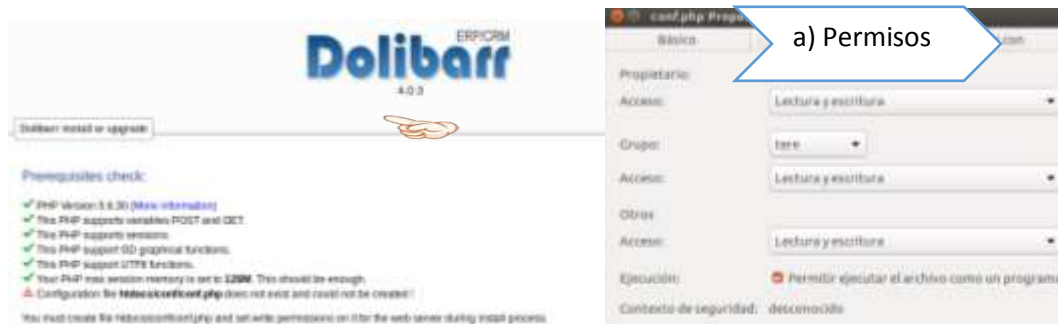 ERP/CRM
Dolibarr
4.0.3
Dolibarr install or upgrade
Prerequisites check:
PHP Version 5.6.30 (More information)
This PHP supports variables POST and GET.
This PHP supports sessions.
This PHP support GD graphical functions.
This PHP support UTF8 functions.
Your PHP max session memory is set to 128M. This should be enough.
Configuration file htdocs/conf/conf.php does not exist and could not be created !
You must create file htdocs/conf/conf.php and set write permissions on it for the web server during install process.
conf.php
Básico
a) Permisos
con
Propietario:
Acceso: Lectura y escritura
Grupo: tere
Acceso: Lectura y escritura
Otros
Acceso: Lectura y escritura
Ejecución: Permitir ejecutar el archivo como un programa
Contexto de seguridad: desconocido